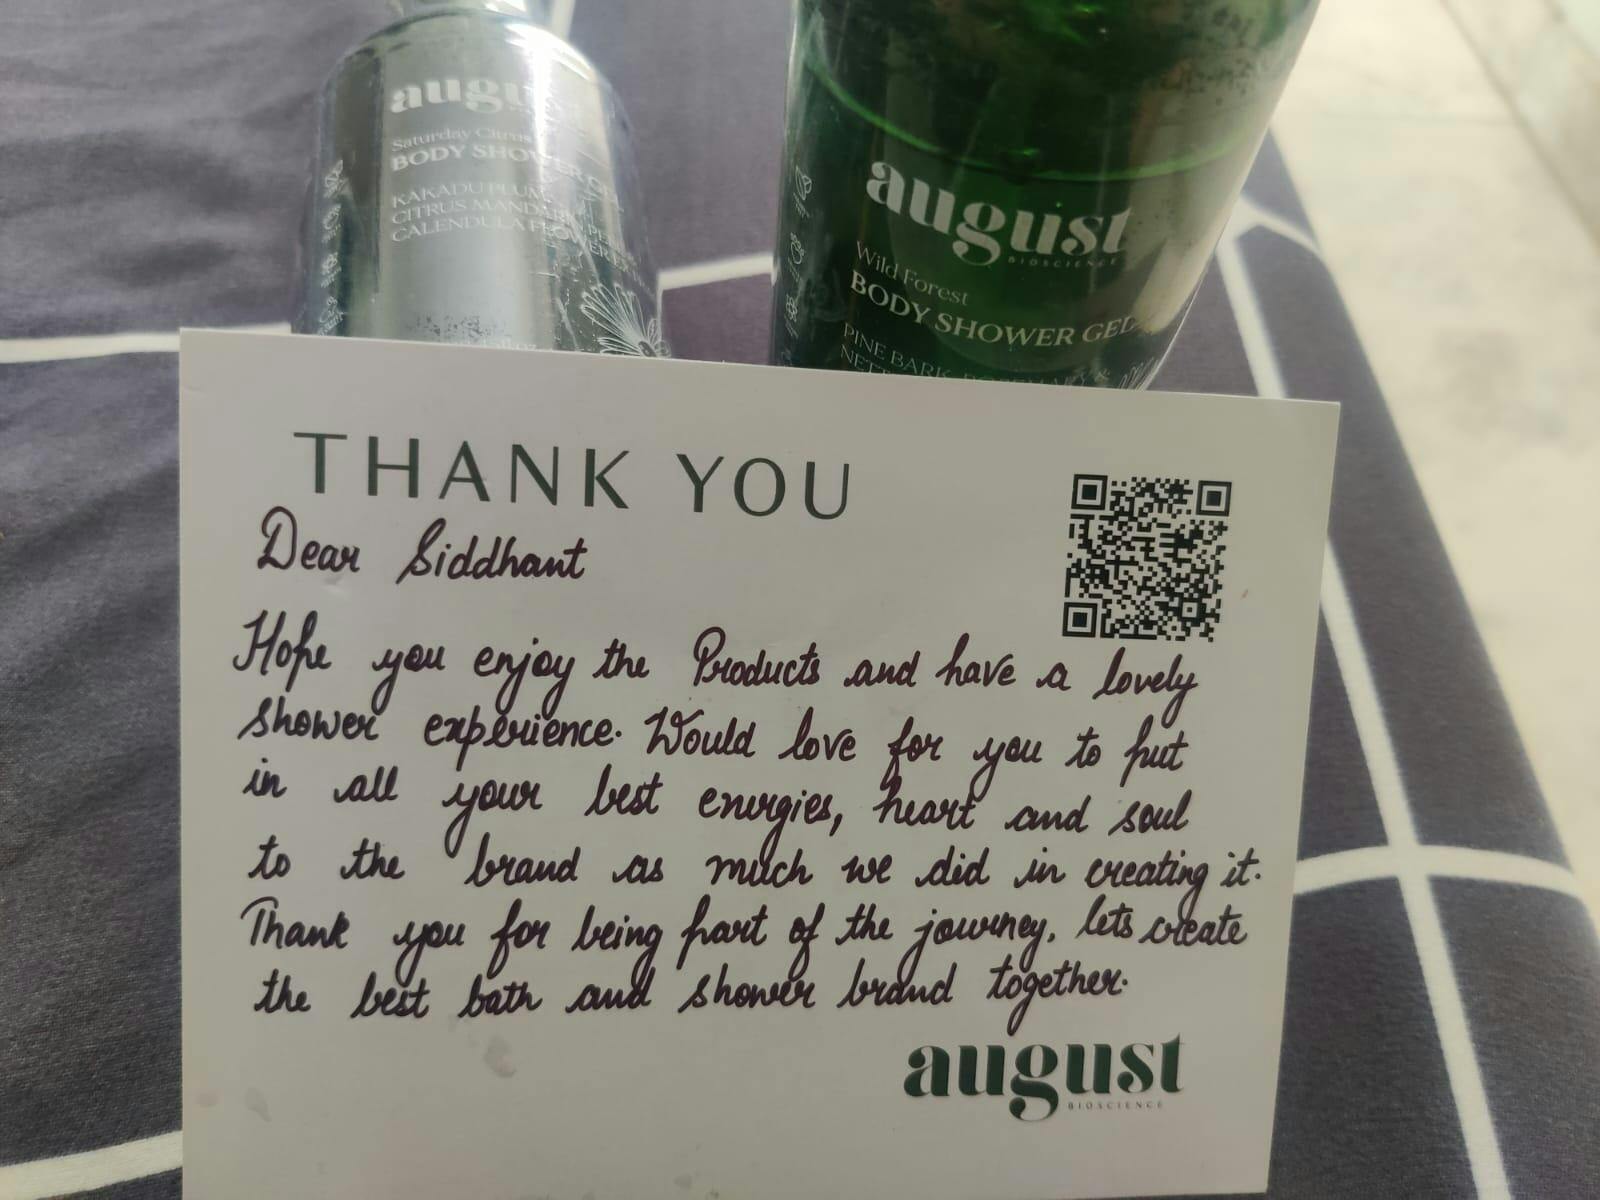 august
Saturday Citrus
BODY SHOWER GEL
KAKADU PLUM,
CITRUS MANDARIN PEEL &
CALENDULA FLOWER
august
BIOSCIENCE
Wild Forest
BODY SHOWER GEL
PINE BARK, ROSEMARY &
THANK YOU
Dear Siddhant
Hope you enjoy the Products and have a lovely
shower experience. Would love for you to put
in all your best energies, heart and soul
to the brand as much we did in creating it.
Thank you for being part of the journey. lets create
the best bath and shower brand together.
august
BIOSCIENCE